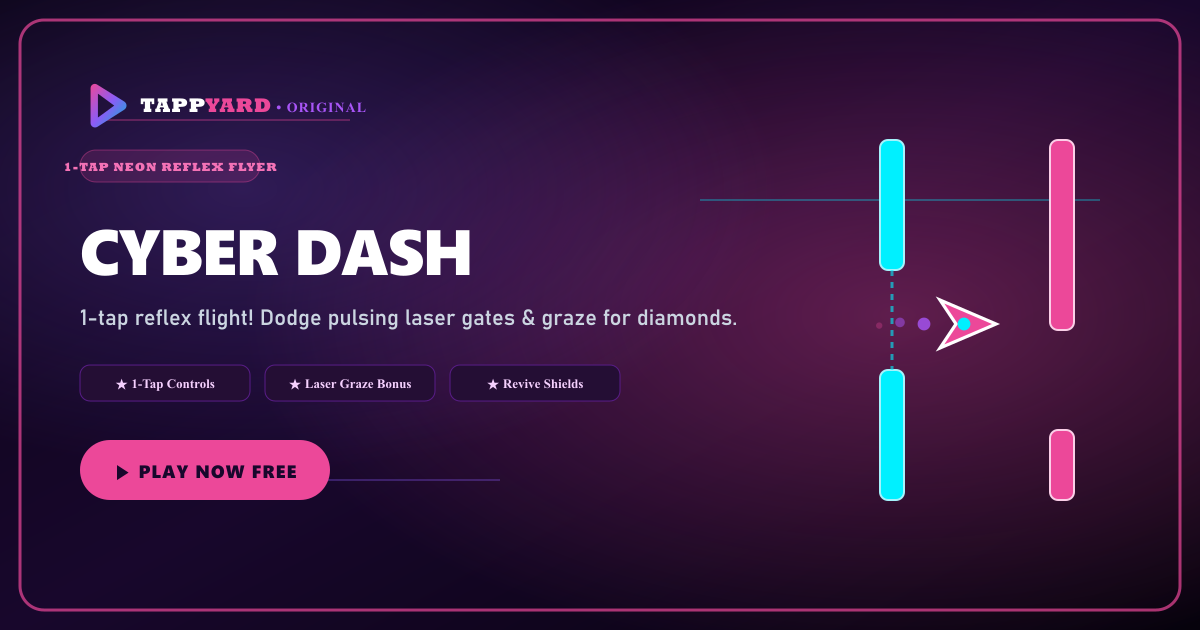 TAPPYARD • ORIGINAL
1-TAP NEON REFLEX FLYER
CYBER DASH
1-tap reflex flight! Dodge pulsing laser gates & graze for diamonds.
★ 1-Tap Controls ★ Laser Graze Bonus ★ Revive Shields
▶ PLAY NOW FREE